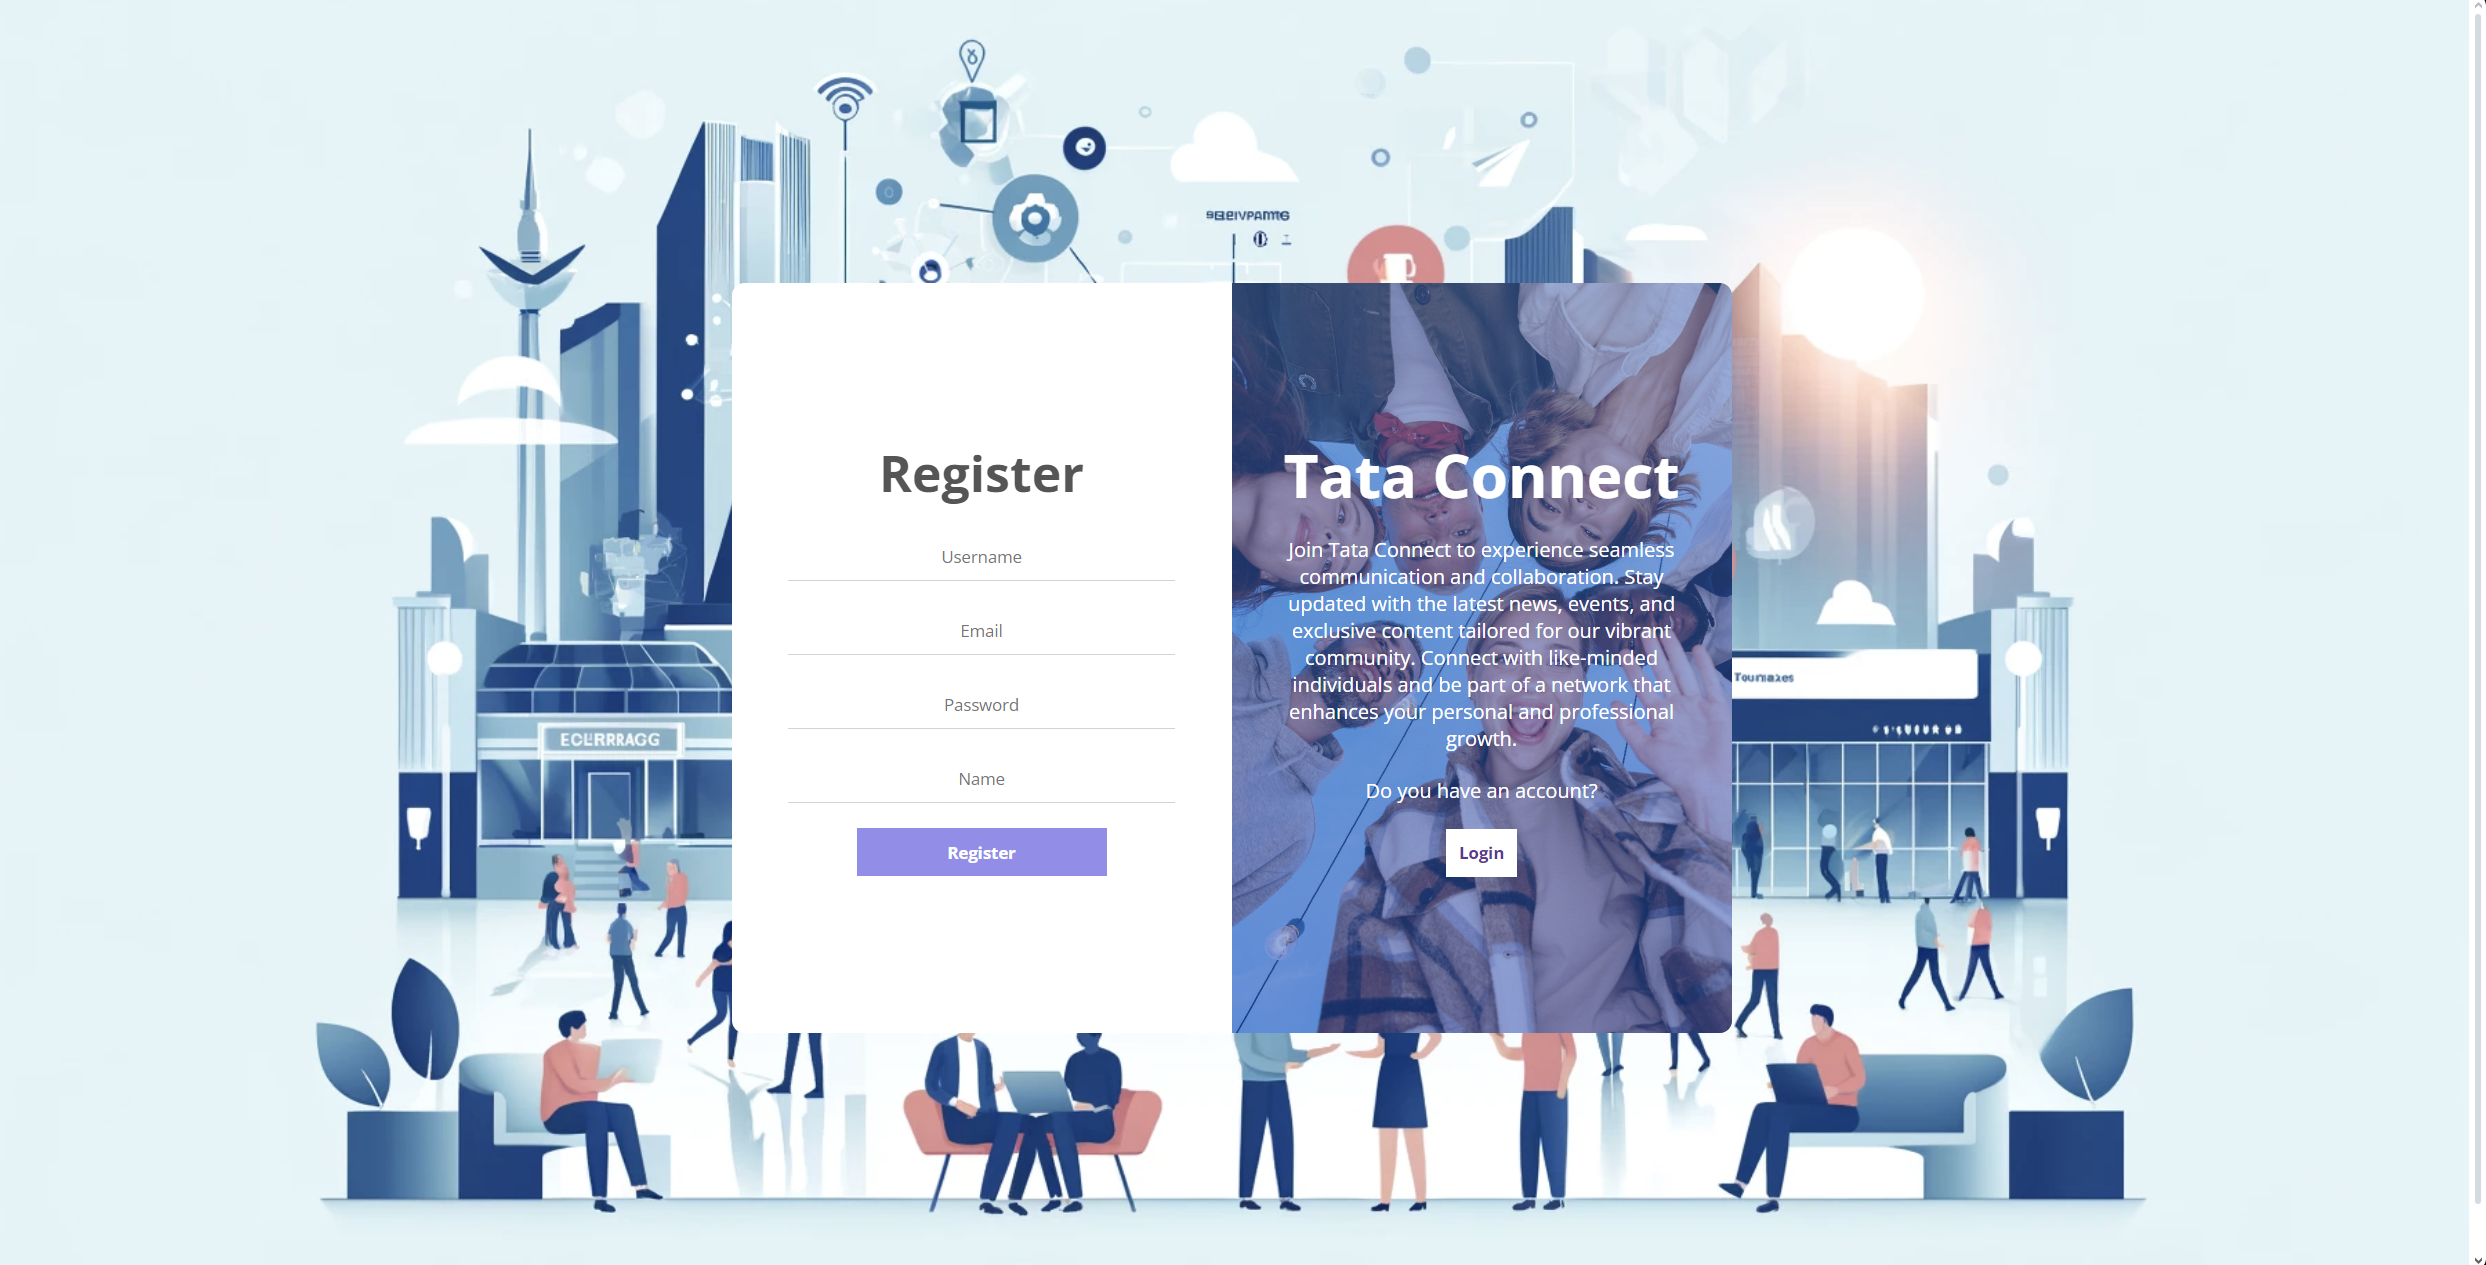 Register
Username
Email
Password
Name
Register
Tata Connect
Join Tata Connect to experience seamless
communication and collaboration. Stay
updated with the latest news, events, and
exclusive content tailored for our vibrant
community. Connect with like-minded
individuals and be part of a network that
enhances your personal and professional
growth.
Do you have an account?
Login
ECLRRRAGG